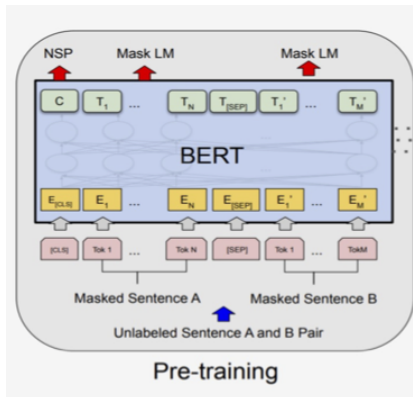 NSP Mask LM Mask LM
C T1 ... TN T[SEP] T1' ... TM'
BERT
E[CLS] E1 ... EN E[SEP] E1' ... EM'
[CLS] Tok 1 ... Tok N [SEP] Tok 1 ... TokM
Masked Sentence A Masked Sentence B
Unlabeled Sentence A and B Pair
Pre-training